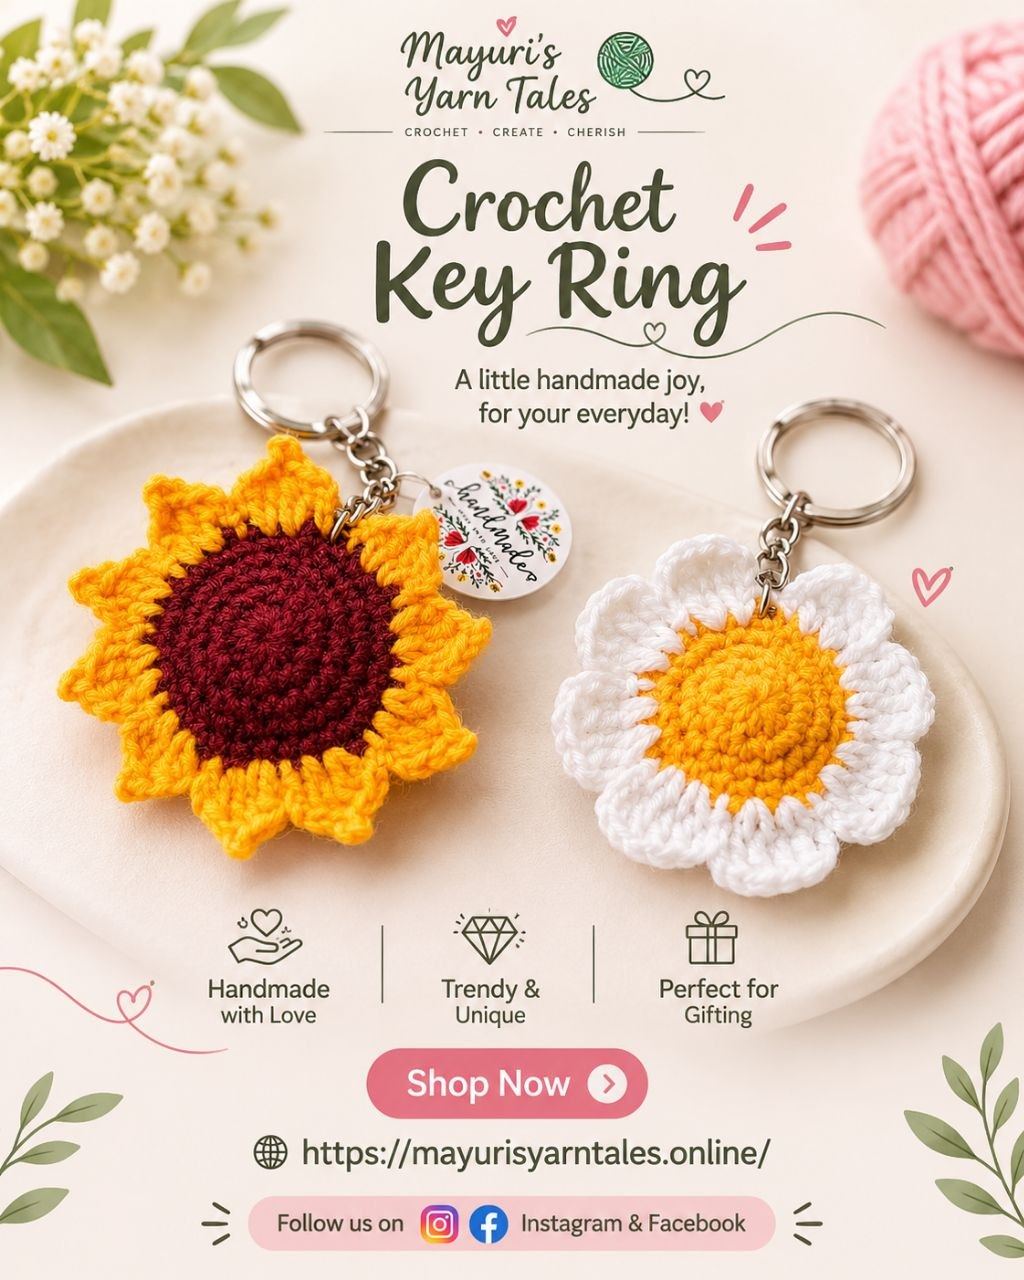 Mayuri's
Yarn Tales
CROCHET • CREATE • CHERISH
Crochet
Key Ring
A little handmade joy,
for your everyday!
handmade
Handmade
with Love
Trendy &
Unique
Perfect for
Gifting
Shop Now
https://mayurisyarntales.online/
Follow us on Instagram & Facebook